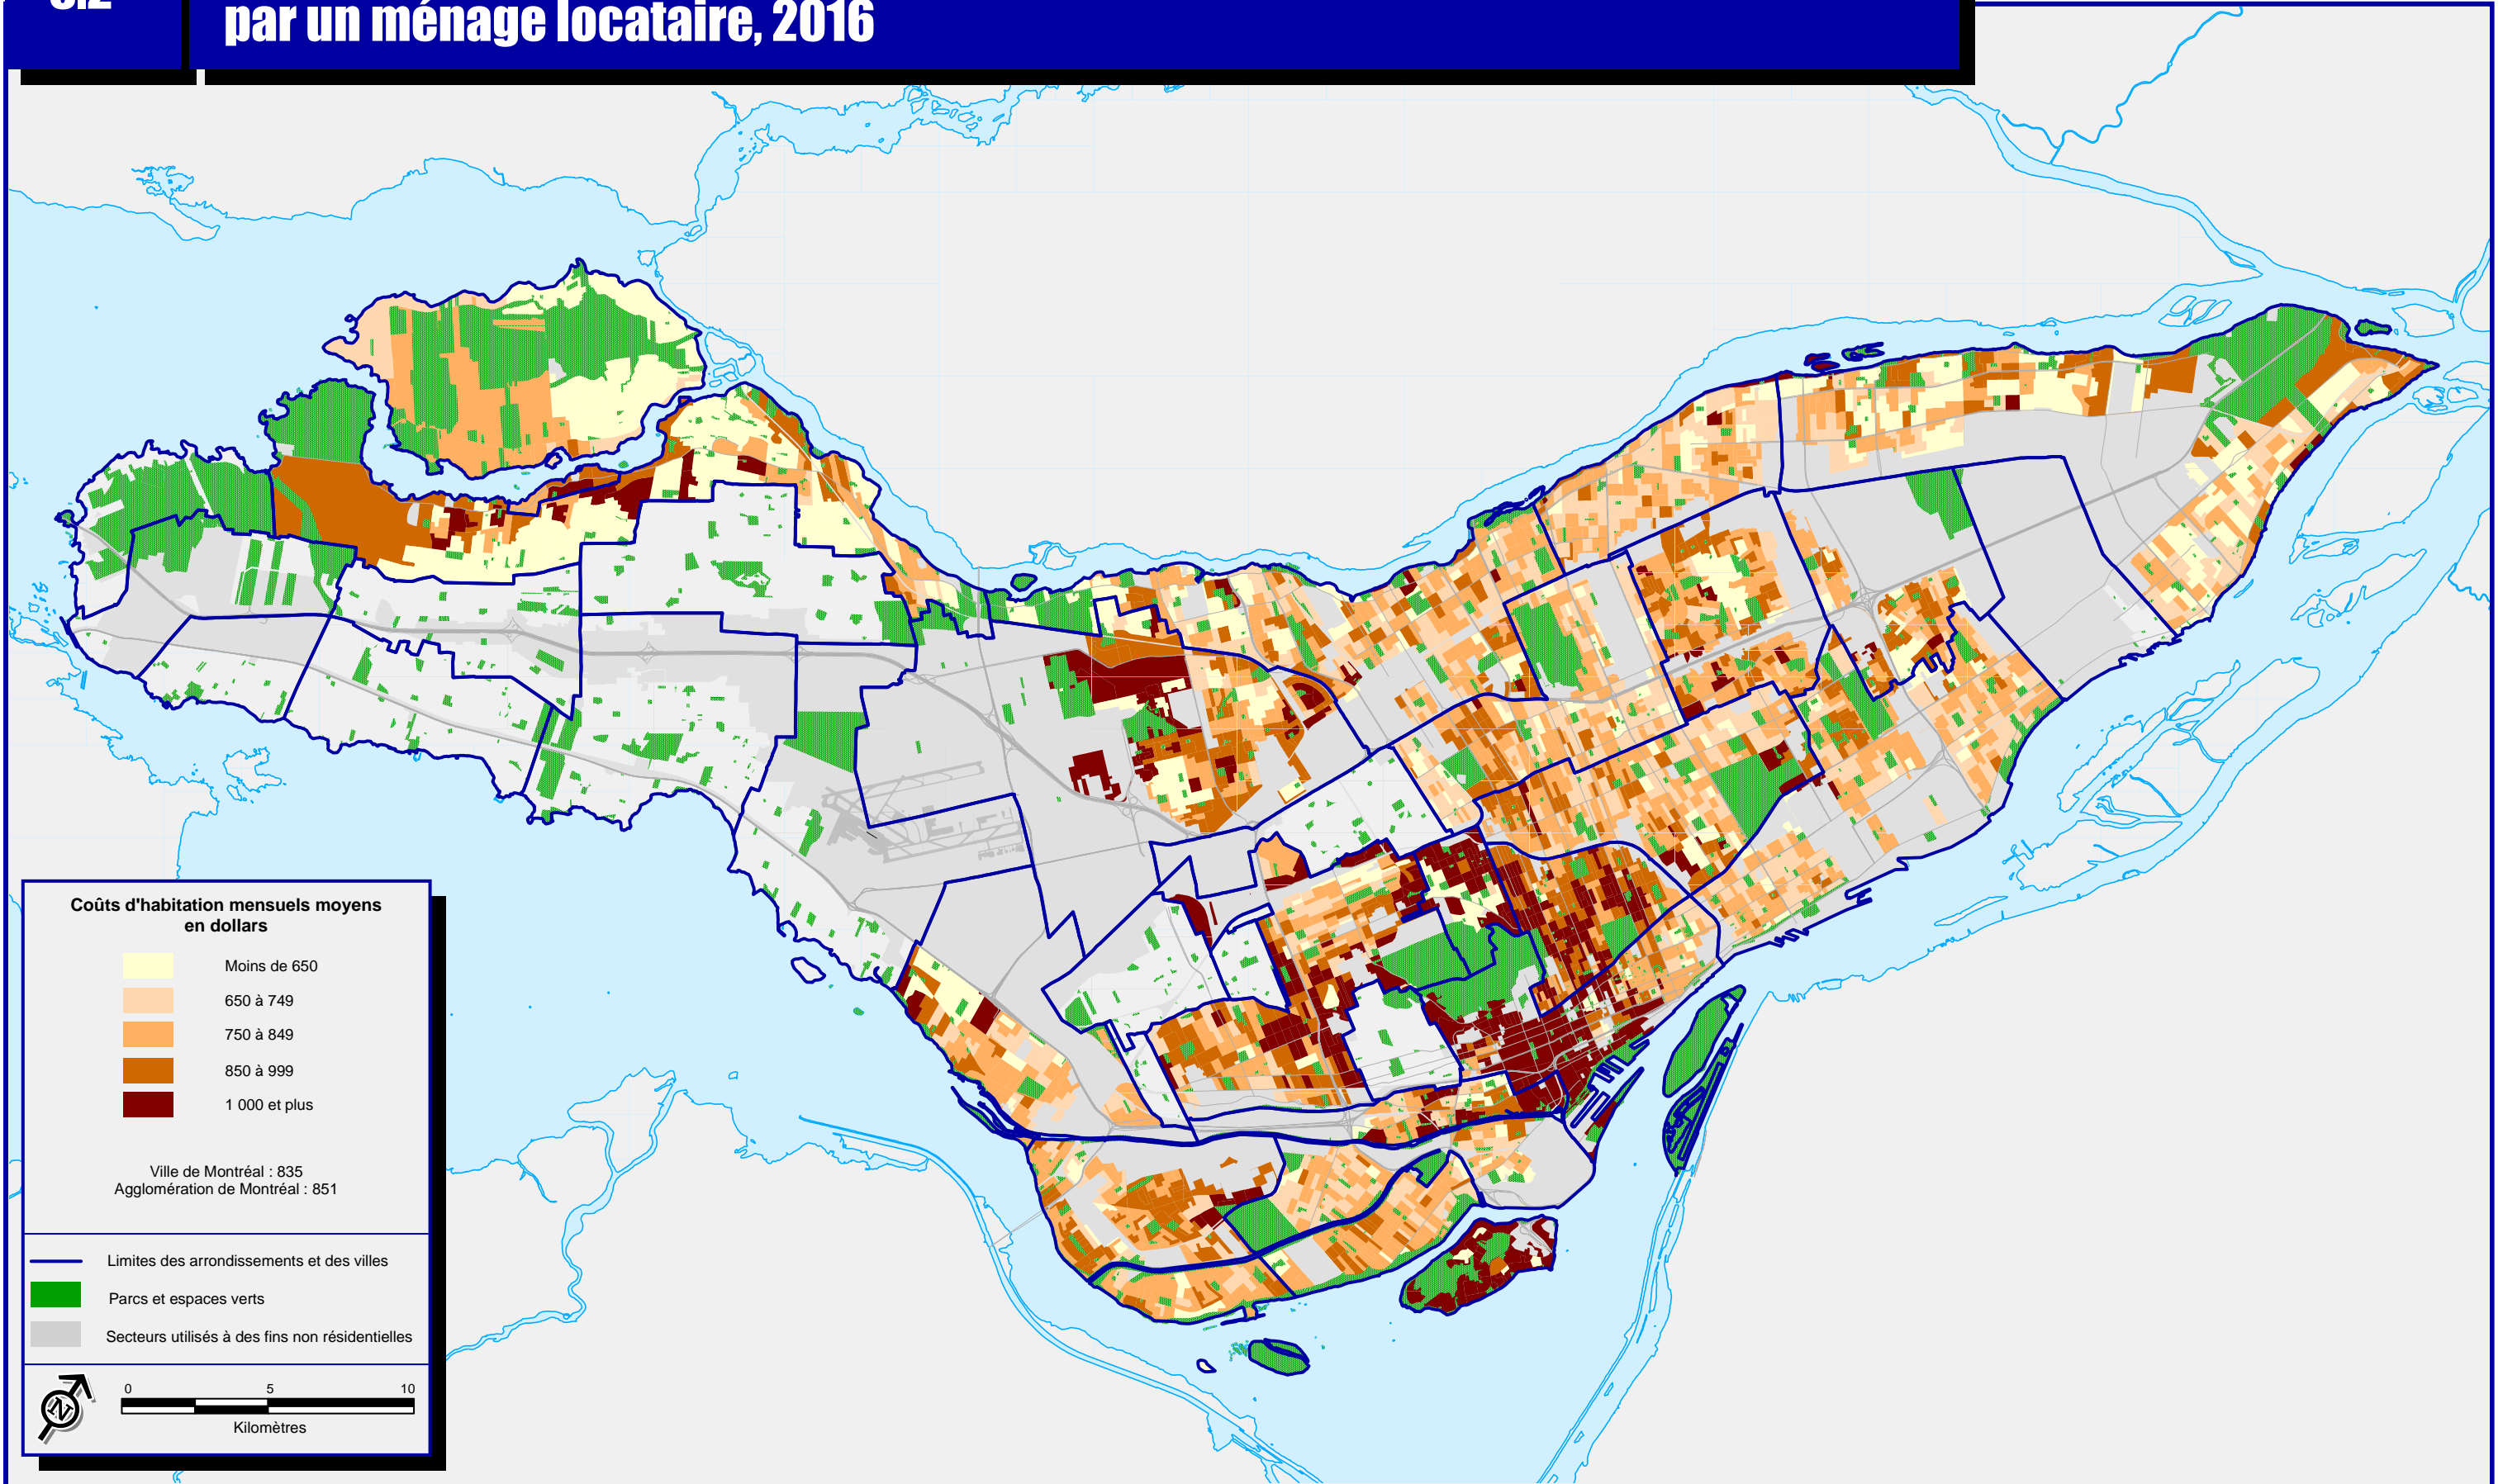 par un ménage locataire, 2016
Coûts d'habitation mensuels moyens
en dollars
Moins de 650
650 à 749
750 à 849
850 à 999
1 000 et plus
Ville de Montréal : 835
Agglomération de Montréal : 851
Limites des arrondissements et des villes
Parcs et espaces verts
Secteurs utilisés à des fins non résidentielles
N
0 5 10
Kilomètres